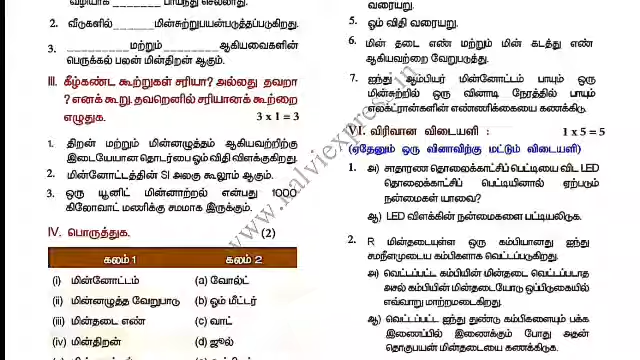 வழியாக ________ பாய்ந்து செல்லாது.
2. வீடுகளில்______மின்சுற்றுபயன்படுத்தப்படுகிறது.
3. _________மற்றும் ________ ஆகியவைகளின்
பெருக்கல் பலன் மின்திறன் ஆகும்.
III. கீழ்கண்ட கூற்றுகள் சரியா? அல்லது தவறா
? எனக் கூறு. தவறெனில் சரியானக் கூற்றை
எழுதுக. 3 x 1 = 3
1. திறன் மற்றும் மின்னழுத்தம் ஆகியவற்றிற்கு
இடையேயான தொடர்பை ஓம் விதி விளக்குகிறது.
2. மின்னோட்டத்தின் SI அலகு கூலூம் ஆகும்.
3. ஒரு யூனிட் மின்னாற்றல் என்பது 1000
கிலோவாட் மணிக்கு சமமாக இருக்கும்.
IV. பொருத்துக. (2)
கலம் 1 கலம் 2
(i) மின்னோட்டம் (a) வோல்ட்
(ii) மின்னழுத்த வேறுபாடு (b) ஓம் மீட்டர்
(iii) மின்தடை எண் (c) வாட்
(iv) மின்திறன் (d) ஜூல்
வரையறு.
5. ஓம் விதி வரையறு.
6. மின் தடை எண் மற்றும் மின் கடத்து எண்
ஆகியவற்றை வேறுபடுத்து.
7. ஐந்து ஆம்பியர் மின்னோட்டம் பாயும் ஒரு
மின்சுற்றில் ஒரு வினாடி நேரத்தில் பாயும்
எலக்ட்ரான்களின் எண்ணிக்கையை கணக்கிடு.
VI. விரிவான விடையளி : 1 x 5 = 5
(ஏதேனும் ஒரு வினாவிற்கு மட்டும் விடையளி)
1. அ) சாதாரண தொலைக்காட்சிப் பெட்டியை விட LED
தொலைக்காட்சிப் பெட்டியினால் ஏற்படும்
நன்மைகள் யாவை?
ஆ) LED விளக்கின் நன்மைகளை பட்டியலிடுக.
2. R மின்தடையுள்ள ஒரு கம்பியானது ஐந்து
சமநீளமுடைய கம்பிகளாக வெட்டப்படுகிறது.
அ) வெட்டப்பட்ட கம்பியின் மின்தடை வெட்டப்படாத
அசல் கம்பியின் மின்தடையோடு ஒப்பிடுகையில்
எவ்வாறு மாற்றமடைகிறது.
ஆ) வெட்டப்பட்ட ஐந்து துண்டு கம்பிகளையும் பக்க
இணைப்பில் இணைக்கும் போது அதன்
தொகுபயன் மின்தடையை கணக்கிடுக.
www.kalviexpress.in